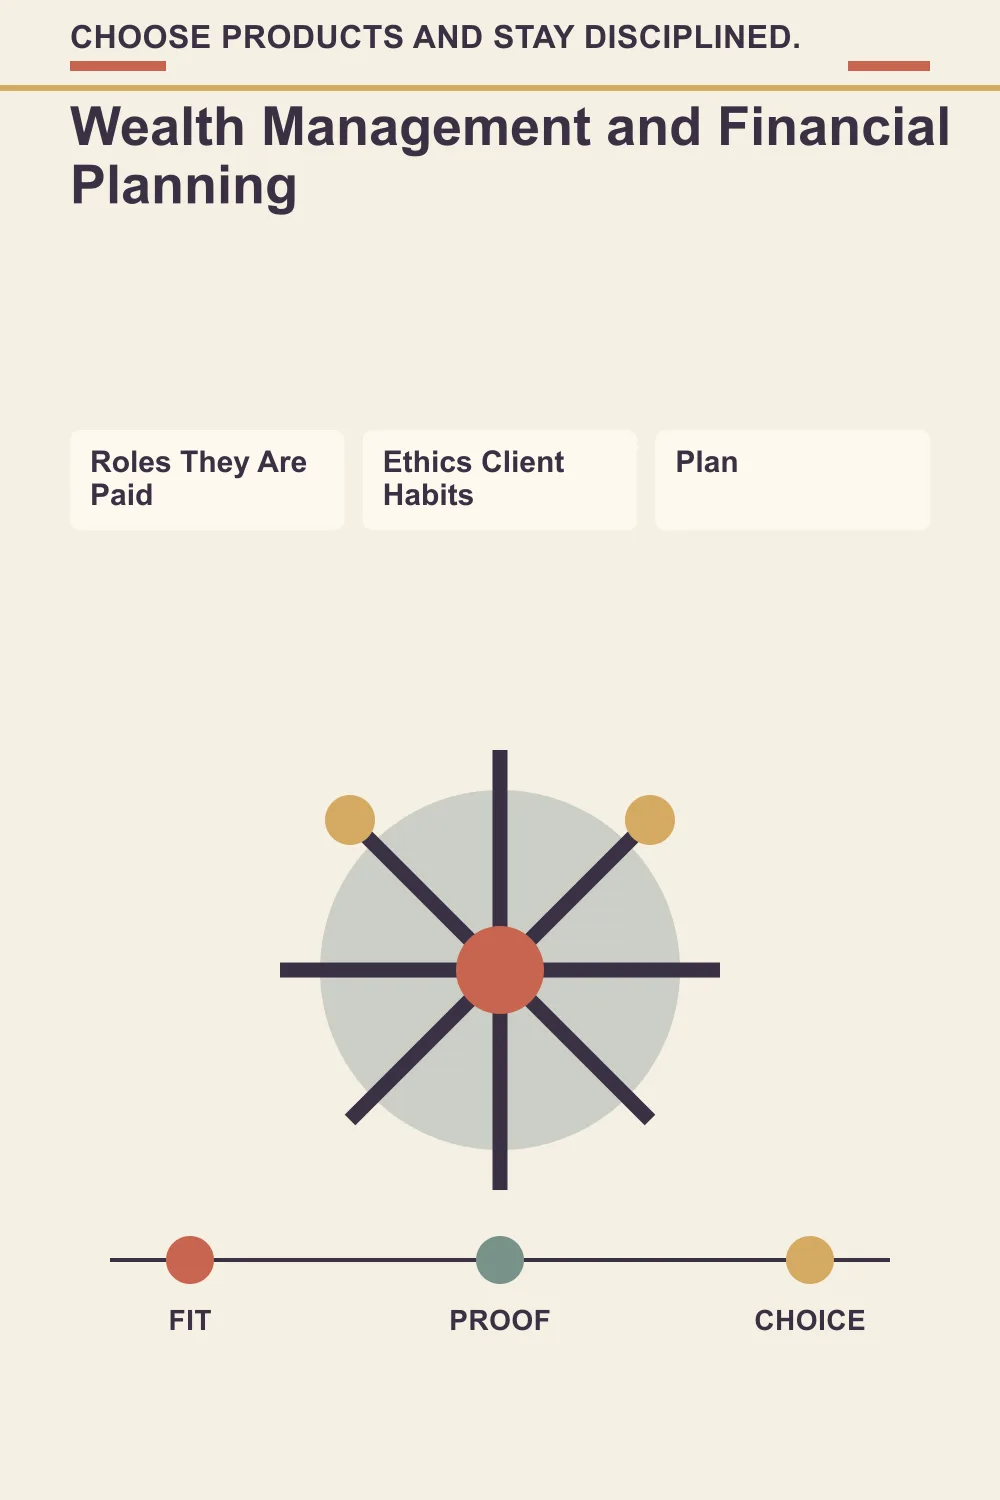 CHOOSE PRODUCTS AND STAY DISCIPLINED.
Wealth Management and Financial
Planning
Roles They Are
Paid
Ethics Client
Habits
Plan
FIT
PROOF
CHOICE